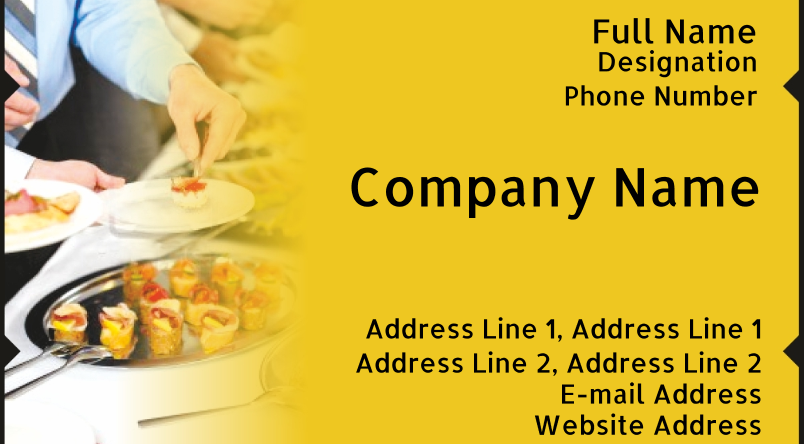 Full Name
Designation
Phone Number
Company Name
Address Line 1, Address Line 1
Address Line 2, Address Line 2
E-mail Address
Website Address